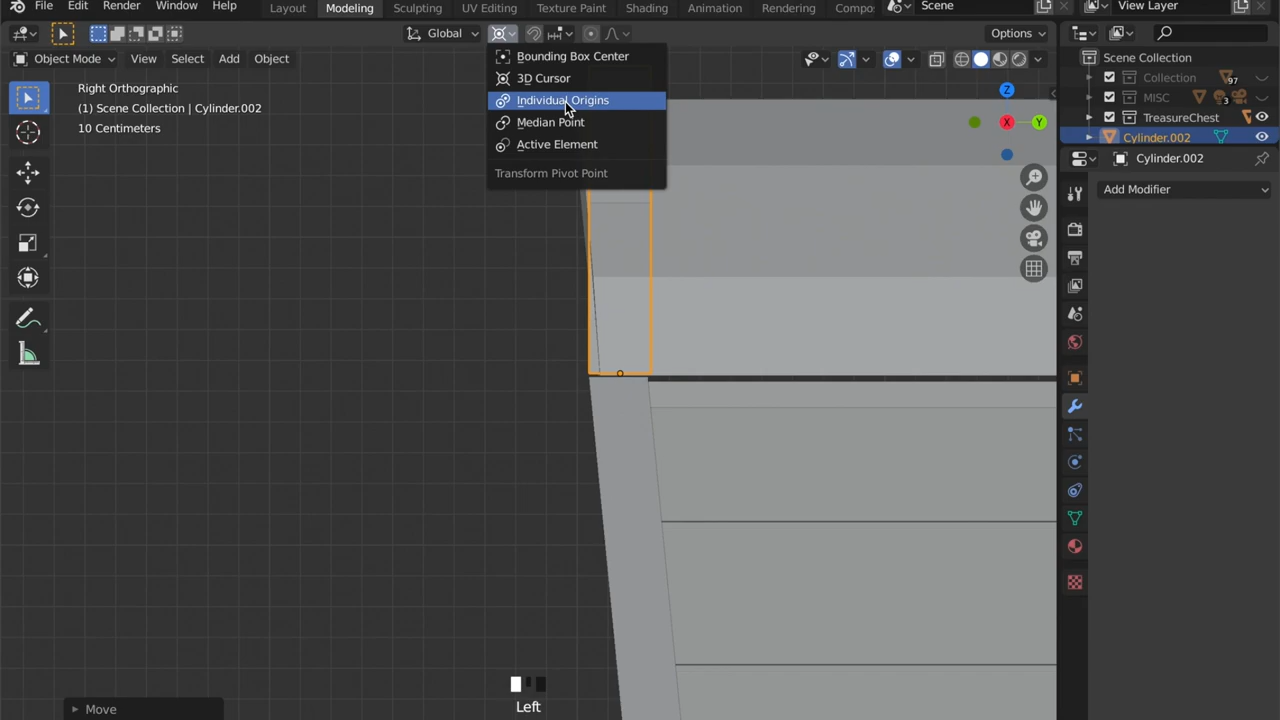 File Edit Render Window Help Layout Modeling Sculpting UV Editing Texture Paint Shading Animation Rendering Compo Scene View Layer
Global Options
Object Mode View Select Add Object
Bounding Box Center
3D Cursor
Individual Origins
Median Point
Active Element
Transform Pivot Point
Right Orthographic
(1) Scene Collection | Cylinder.002
10 Centimeters
Z
X
Y
Scene Collection
Collection 97
MISC 3
TreasureChest
Cylinder.002
Cylinder.002
Add Modifier
Left
Move